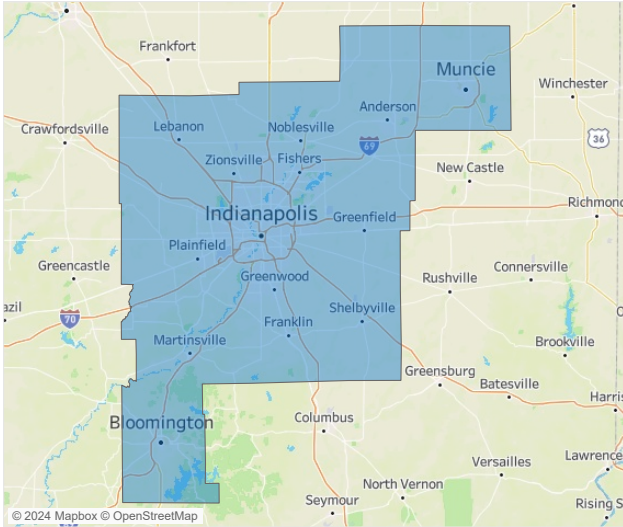 Frankfort
Muncie
Winchester
Anderson
Crawfordsville
Lebanon
Noblesville
36
69
Zionsville
Fishers
New Castle
Richmond
Indianapolis
Greenfield
Plainfield
Greencastle
Connersville
Greenwood
Rushville
azil
70
Shelbyville
Franklin
Martinsville
Brookville
Greensburg
Batesville
Harris
Bloomington
Columbus
Lawrence
Versailles
North Vernon
Seymour
Rising S
© 2024 Mapbox © OpenStreetMap